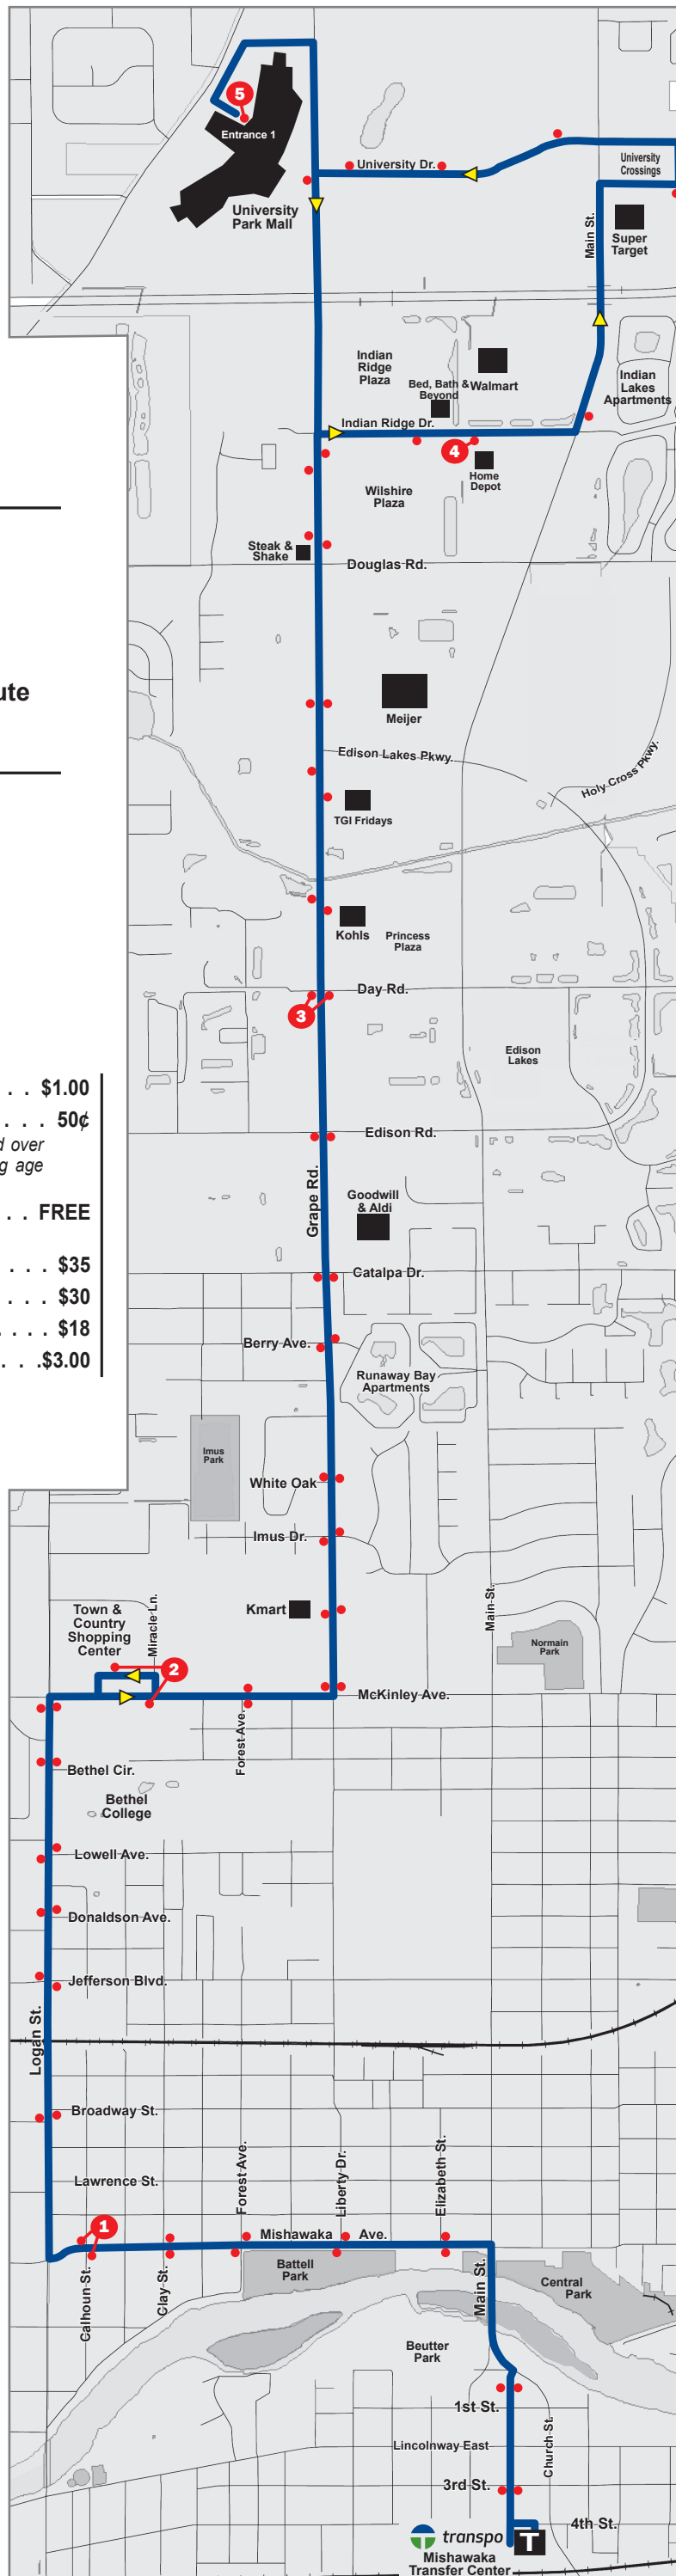 5
Entrance 1
University Dr.
University
Crossings
University
Park Mall
Main St.
Super
Target
Indian
Ridge
Plaza
Bed, Bath &
Beyond
Walmart
Indian
Lakes
Apartments
Indian Ridge Dr.
4
Home
Depot
Wilshire
Plaza
Steak &
Shake
Douglas Rd.
ute
Meijer
Edison Lakes Pkwy.
Holy Cross Pkwy.
TGI Fridays
Kohls
Princess
Plaza
Day Rd.
3
Edison
Lakes
. . $1.00
. . . . 50¢
d over
g age
. . FREE
. . . . $35
. . . . $30
. . . . $18
. . .$3.00
Edison Rd.
Grape Rd.
Goodwill
& Aldi
Catalpa Dr.
Berry Ave.
Runaway Bay
Apartments
Imus
Park
White Oak
Imus Dr.
Kmart
Main St.
Town &
Country
Shopping
Center
Miracle Ln.
2
Normain
Park
McKinley Ave.
Forest Ave.
Bethel Cir.
Bethel
College
Lowell Ave.
Donaldson Ave.
Jefferson Blvd.
Logan St.
Broadway St.
Lawrence St.
Forest Ave.
Liberty Dr.
Elizabeth St.
1
Mishawaka Ave.
Calhoun St.
Clay St.
Battell
Park
Main St.
Central
Park
Beutter
Park
1st St.
Lincolnway East
Church St.
3rd St.
4th St.
transpo
T
Mishawaka
Transfer Center